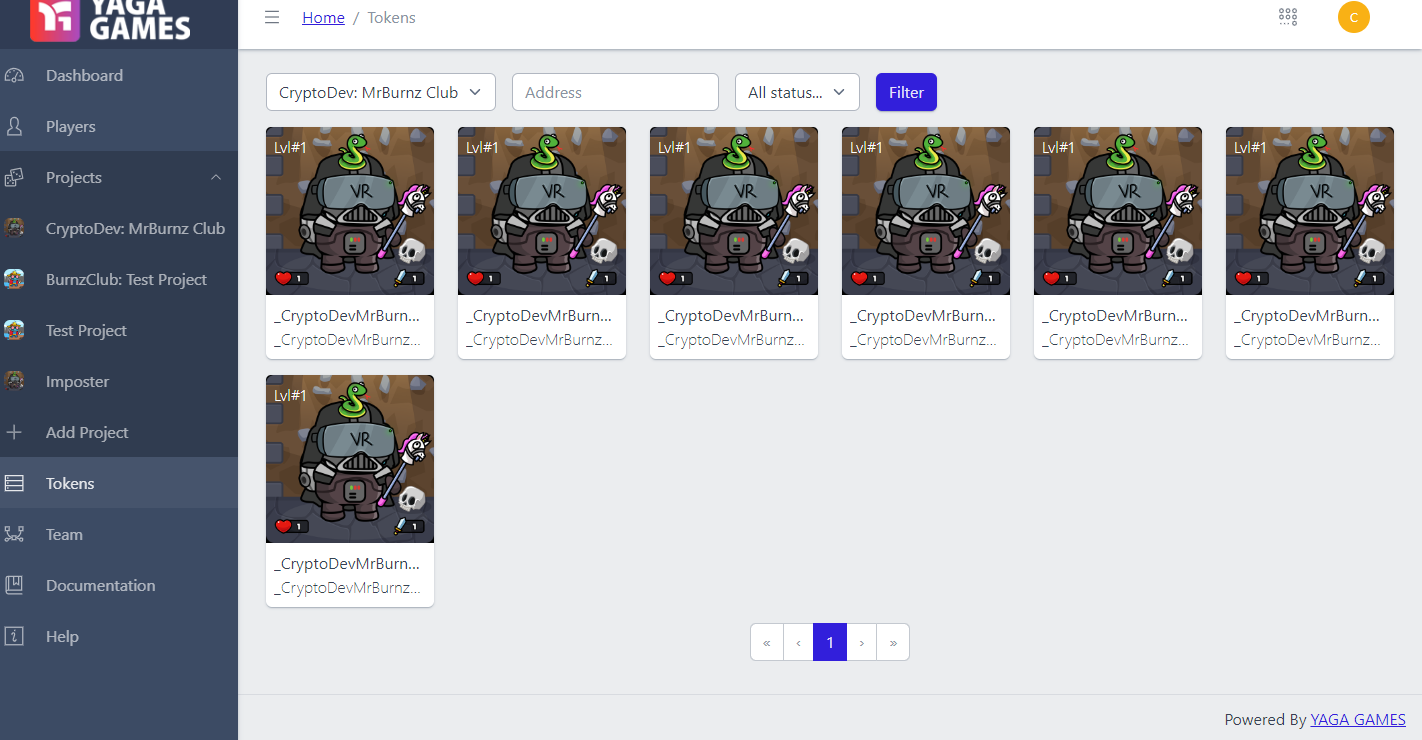 YAGA
GAMES
Home / Tokens
C
Dashboard
Players
Projects
CryptoDev: MrBurnz Club
BurnzClub: Test Project
Test Project
Imposter
Add Project
Tokens
Team
Documentation
Help
CryptoDev: MrBurnz Club Address All status... Filter
Lvl#1 Lvl#1 Lvl#1 Lvl#1 Lvl#1 Lvl#1
VR VR VR VR VR VR
1 1 1 1 1 1 1 1 1 1 1 1
_CryptoDevMrBurn... _CryptoDevMrBurn... _CryptoDevMrBurn... _CryptoDevMrBurn... _CryptoDevMrBurn... _CryptoDevMrBurn...
_CryptoDevMrBurnz... _CryptoDevMrBurnz... _CryptoDevMrBurnz... _CryptoDevMrBurnz... _CryptoDevMrBurnz... _CryptoDevMrBurnz...
Lvl#1
VR
1 1
_CryptoDevMrBurn...
_CryptoDevMrBurnz...
« ‹ 1 › »
Powered By YAGA GAMES